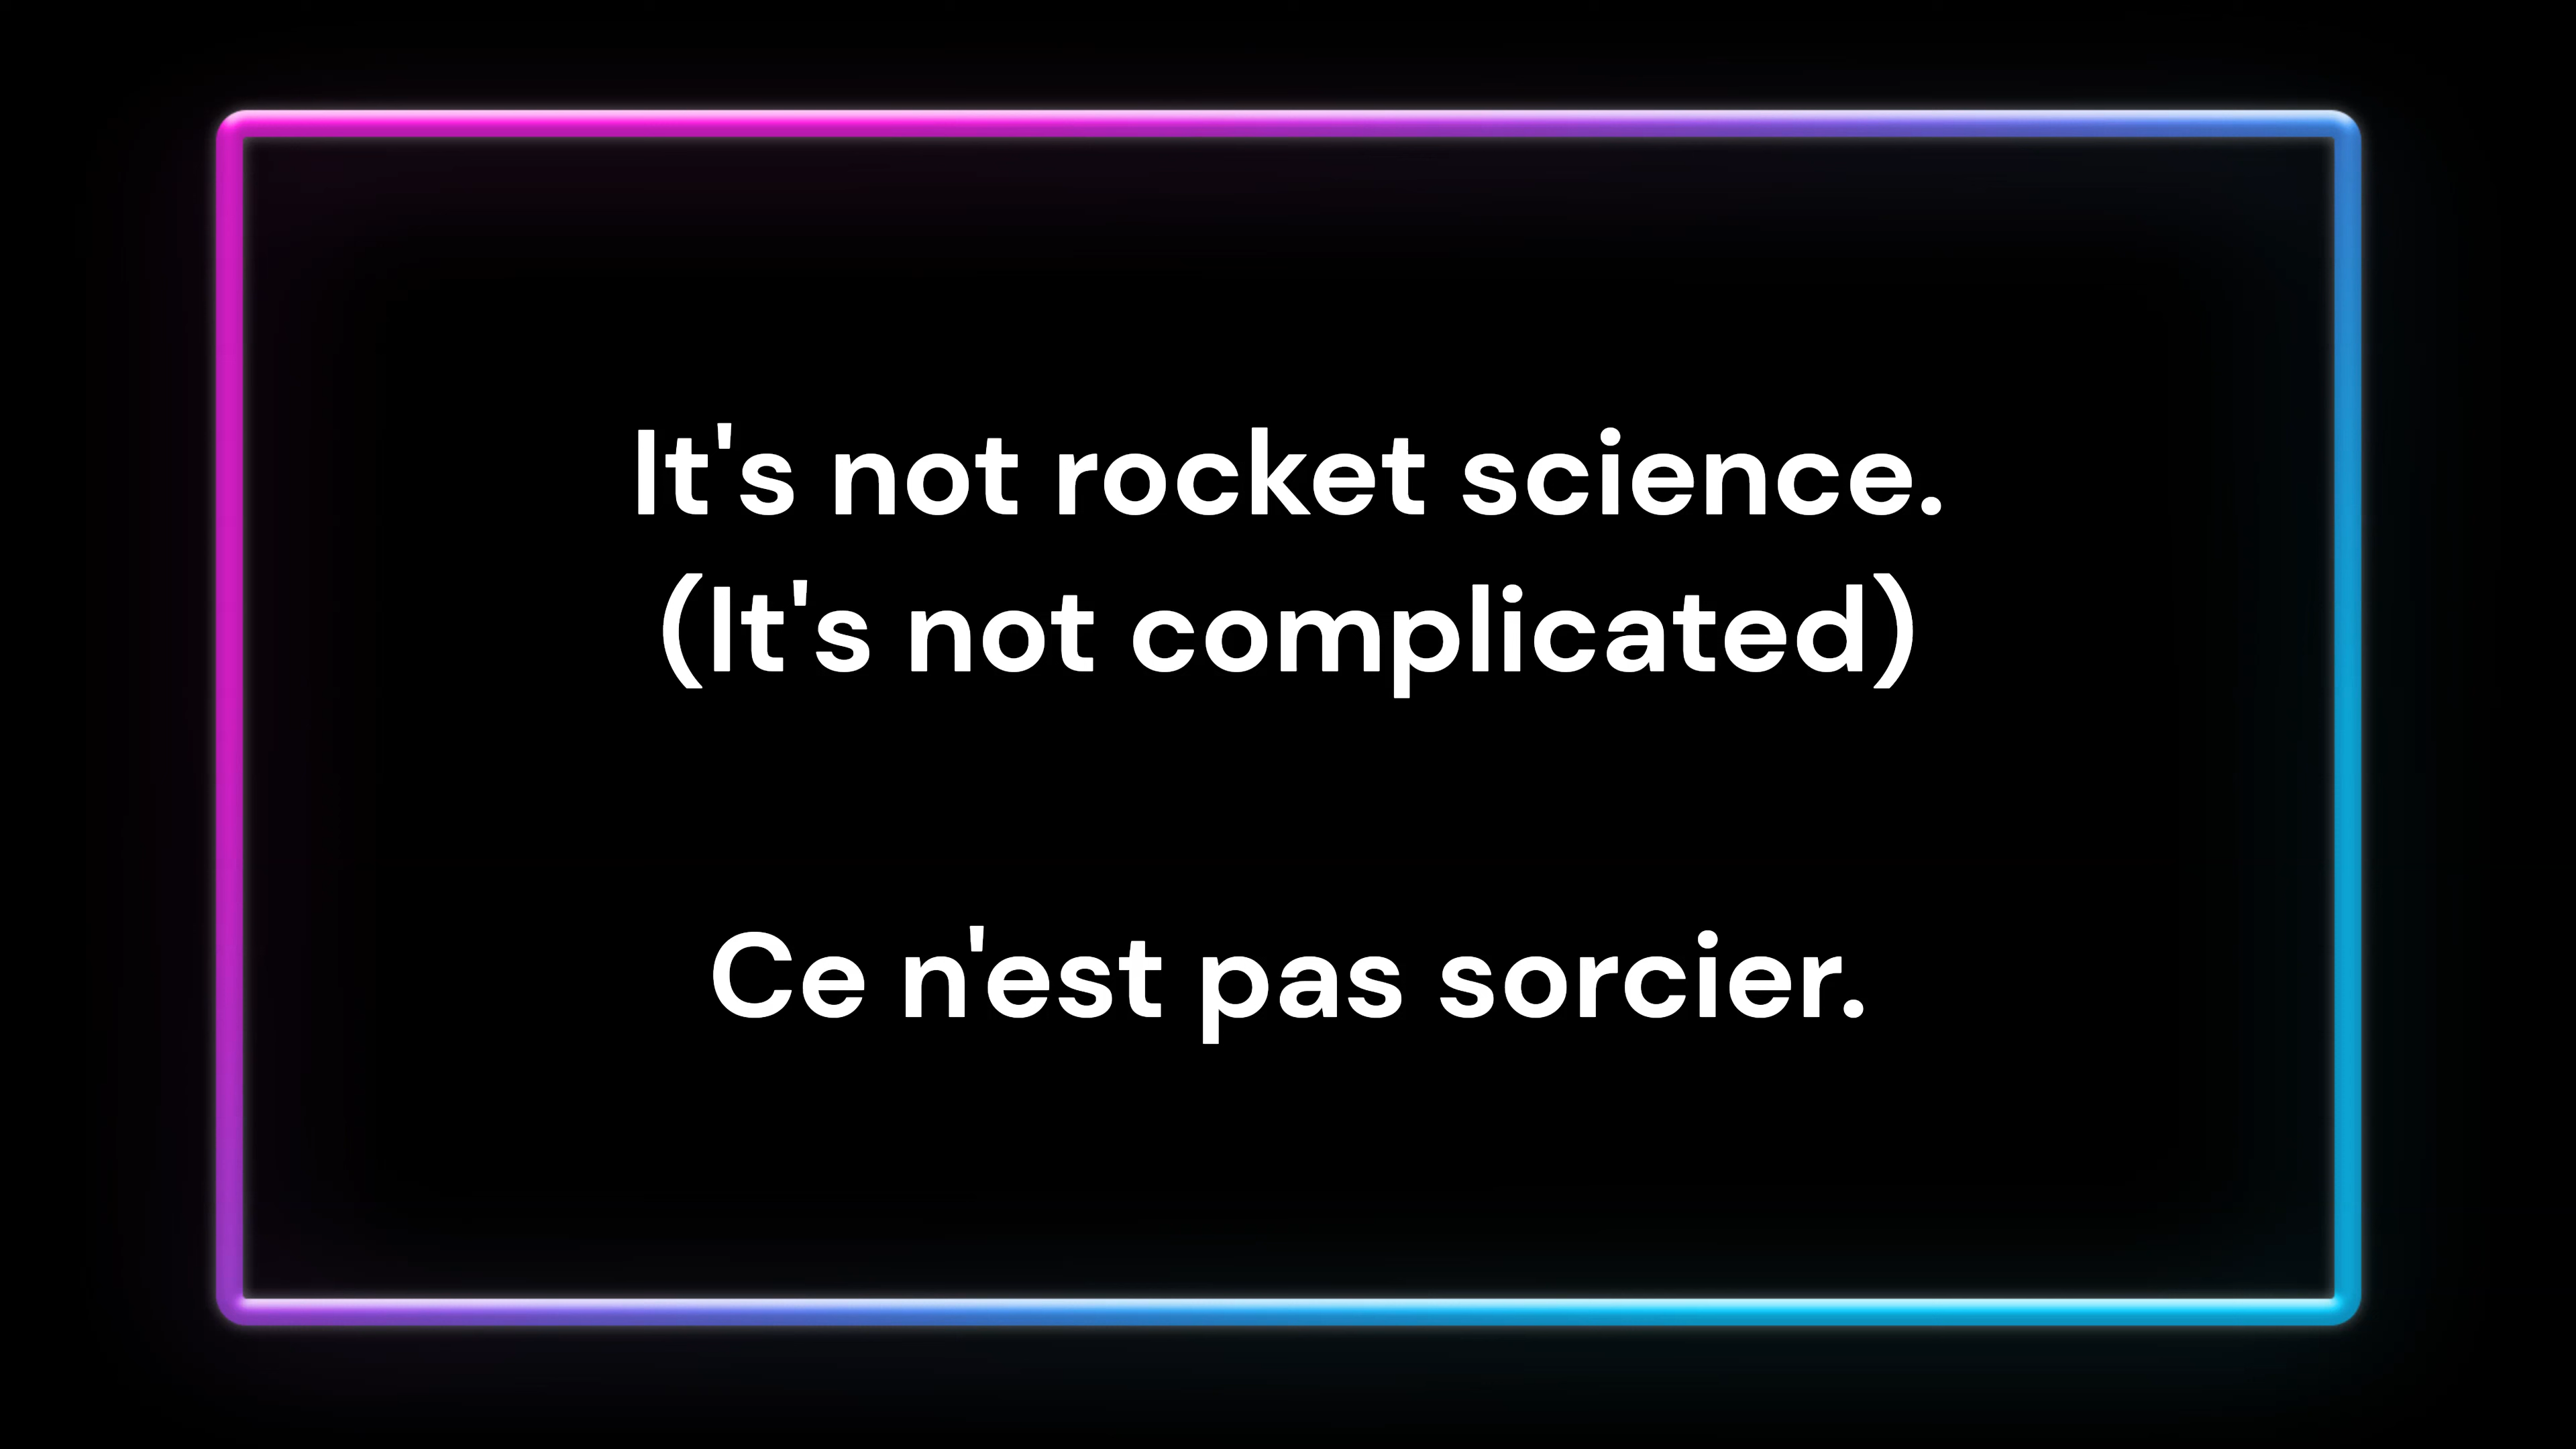 It's not rocket science.
(It's not complicated)
Ce n'est pas sorcier.